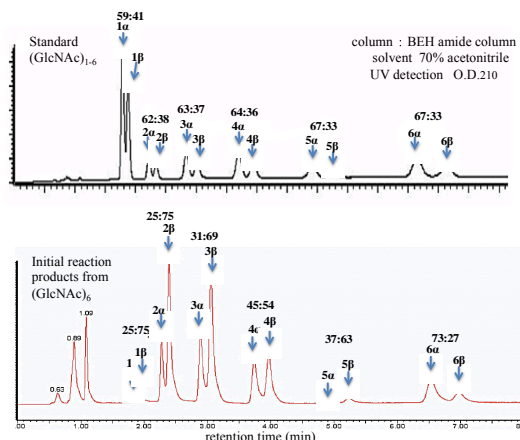 59:41
1α
Standard
(GlcNAc)1-6
1β
column : BEH amide column
solvent 70% acetonitrile
UV detection O.D.210
62:38
2α 2β
63:37
3α 3β
64:36
4α 4β
67:33
5α 5β
67:33
6α 6β
Initial reaction
products from
(GlcNAc)6
0.63
0.89
1.09
25:75
1 1β
25:75
2β
2α
31:69
3β
3α
45:54
4β
37:63
5α 5β
73:27
6α 6β
.00 1.00 2.00 3.00 4.00 5.00 6.00 7.00
retention time (min)